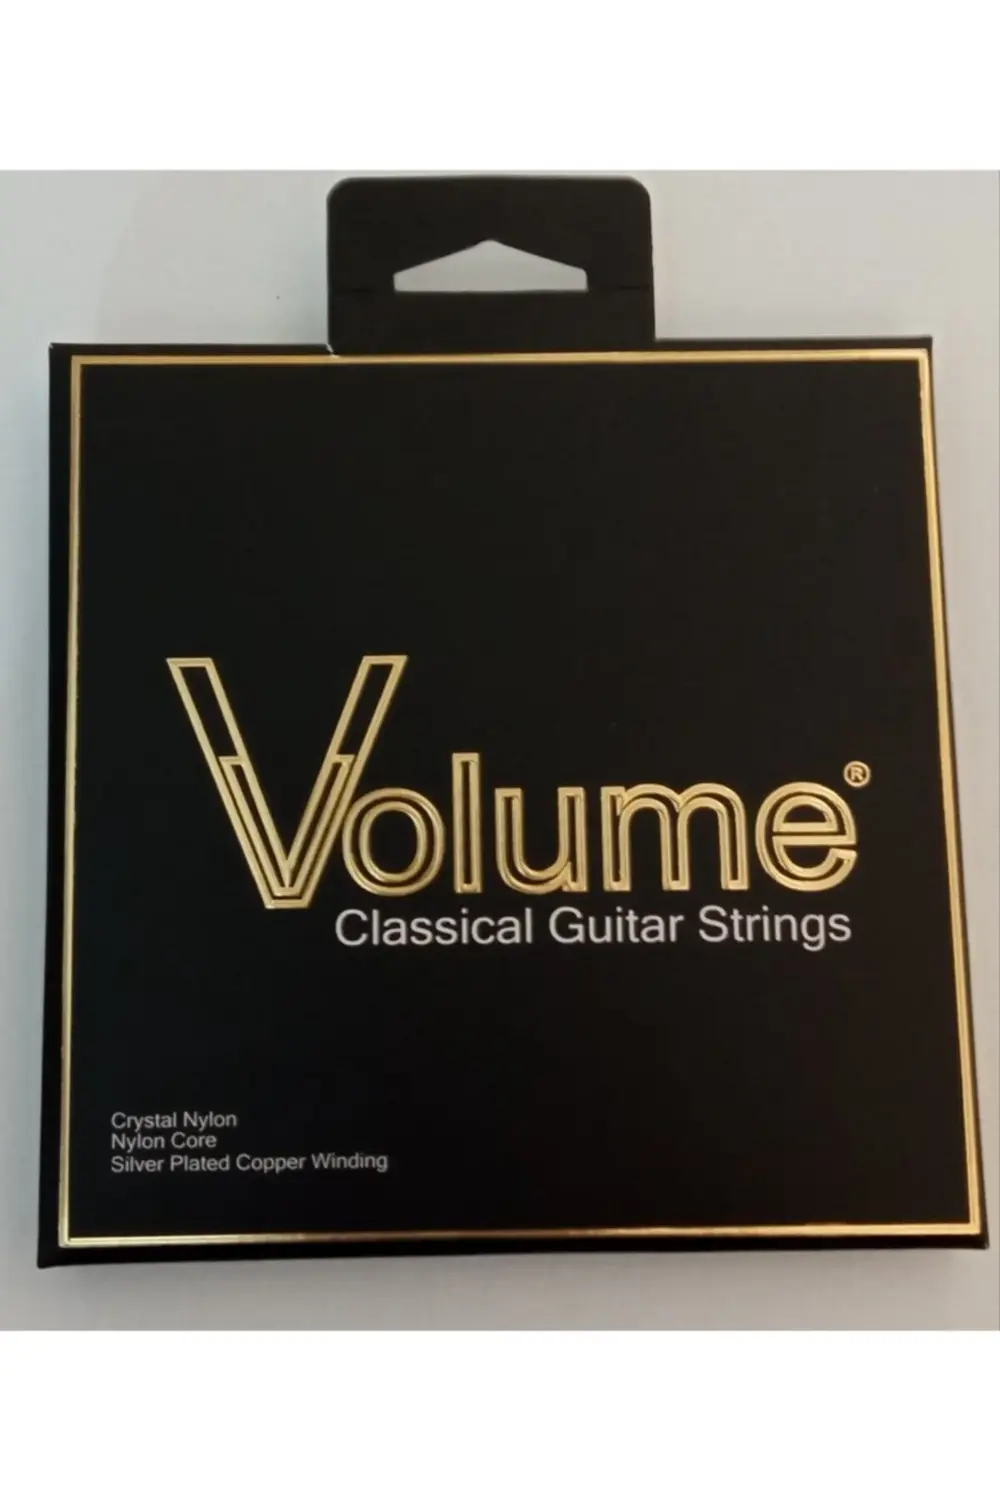 Volume®
Classical Guitar Strings
Crystal Nylon
Nylon Core
Silver Plated Copper Winding